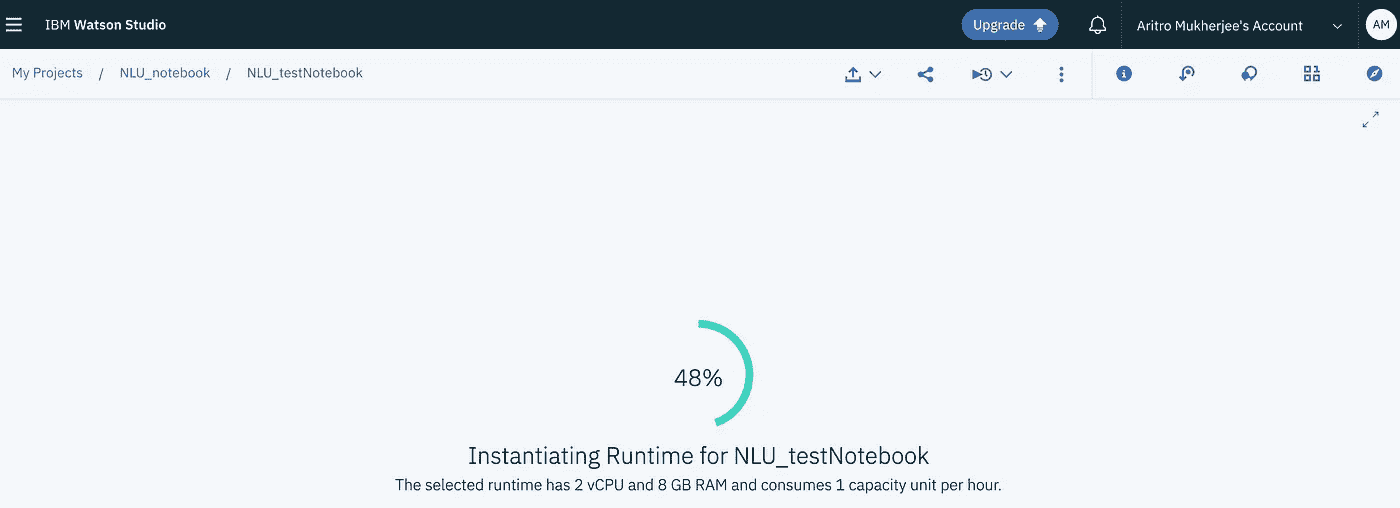 IBM Watson Studio
Upgrade
Aritro Mukherjee's Account
AM
My Projects / NLU_notebook / NLU_testNotebook
48%
Instantiating Runtime for NLU_testNotebook
The selected runtime has 2 vCPU and 8 GB RAM and consumes 1 capacity unit per hour.